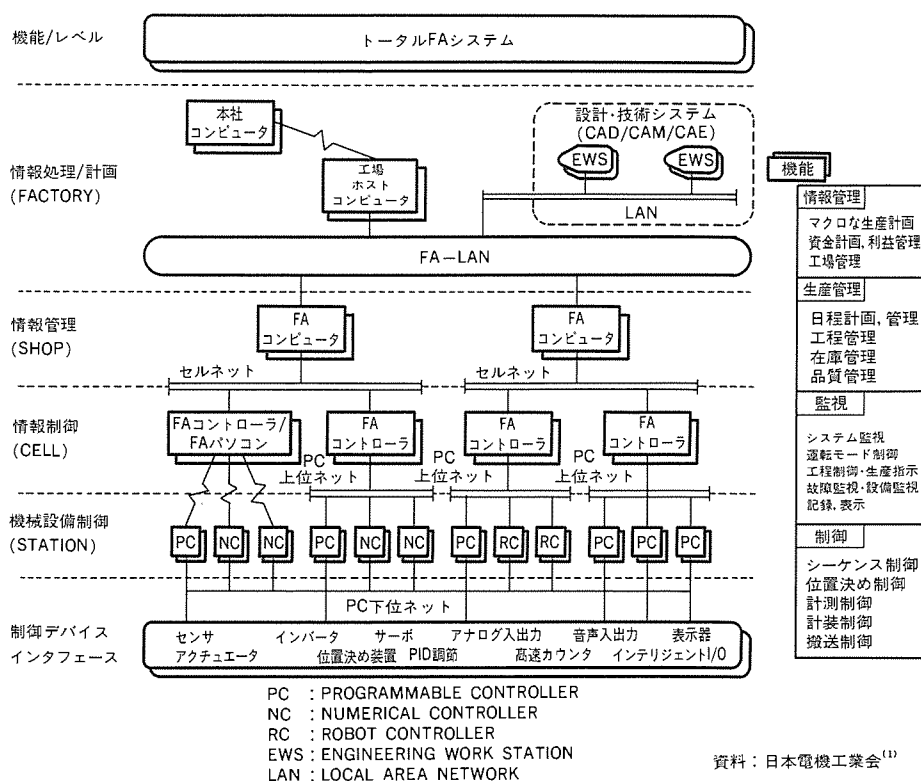 機能/レベル
トータルFAシステム
本社
コンピュータ
設計・技術システム
(CAD/CAM/CAE)
EWS
EWS
LAN
情報処理/計画
(FACTORY)
工場
ホスト
コンピュータ
FA-LAN
情報管理
(SHOP)
FA
コンピュータ
FA
コンピュータ
セルネット
セルネット
情報制御
(CELL)
FAコントローラ/
FAパソコン
FA
コントローラ
FA
コントローラ
FA
コントローラ
PC
上位ネット
PC
上位ネット
PC
上位ネット
機械設備制御
(STATION)
PC
NC
NC
PC
NC
NC
PC
RC
RC
PC
PC
PC
PC下位ネット
制御デバイス
インタフェース
センサ インバータ サーボ アナログ入出力 音声入出力 表示器
アクチュエータ 位置決め装置 PID調節 高速カウンタ インテリジェントI/O
機能
情報管理
マクロな生産計画
資金計画, 利益管理
工場管理
生産管理
日程計画, 管理
工程管理
在庫管理
品質管理
監視
システム監視
運転モード制御
工程制御・生産指示
故障監視・設備監視
記録, 表示
制御
シーケンス制御
位置決め制御
計測制御
計装制御
搬送制御
PC : PROGRAMMABLE CONTROLLER
NC : NUMERICAL CONTROLLER
RC : ROBOT CONTROLLER
EWS : ENGINEERING WORK STATION
LAN : LOCAL AREA NETWORK
資料:日本電機工業会(1)